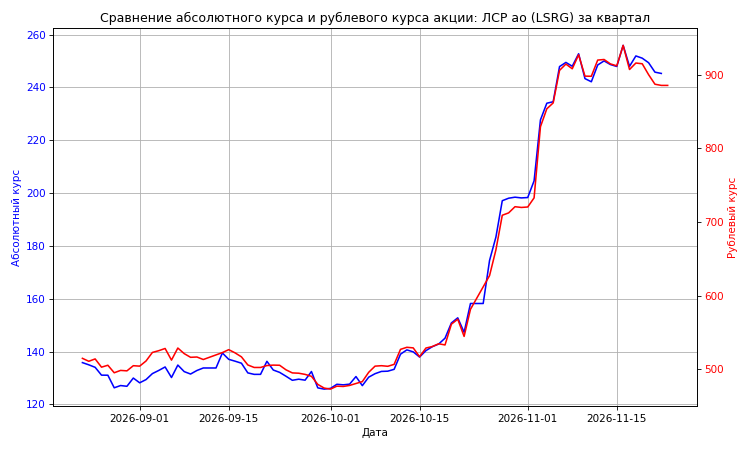 Сравнение абсолютного курса и рублевого курса акции: ЛСР ао (LSRG) за квартал
260
240
220
200
180
160
140
120
Абсолютный курс
900
800
700
600
500
Рублевый курс
2026-09-01 2026-09-15 2026-10-01 2026-10-15 2026-11-01 2026-11-15
Дата